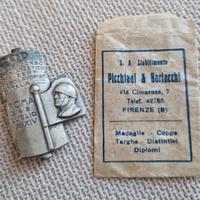 ROMA
S. A. Stabilimento
Picchiani & Barlacchi
Via Cimarosa, 7
Telef. 42785
FIRENZE (8)
Medaglie - Coppe
Targhe - Distintivi
Diplomi